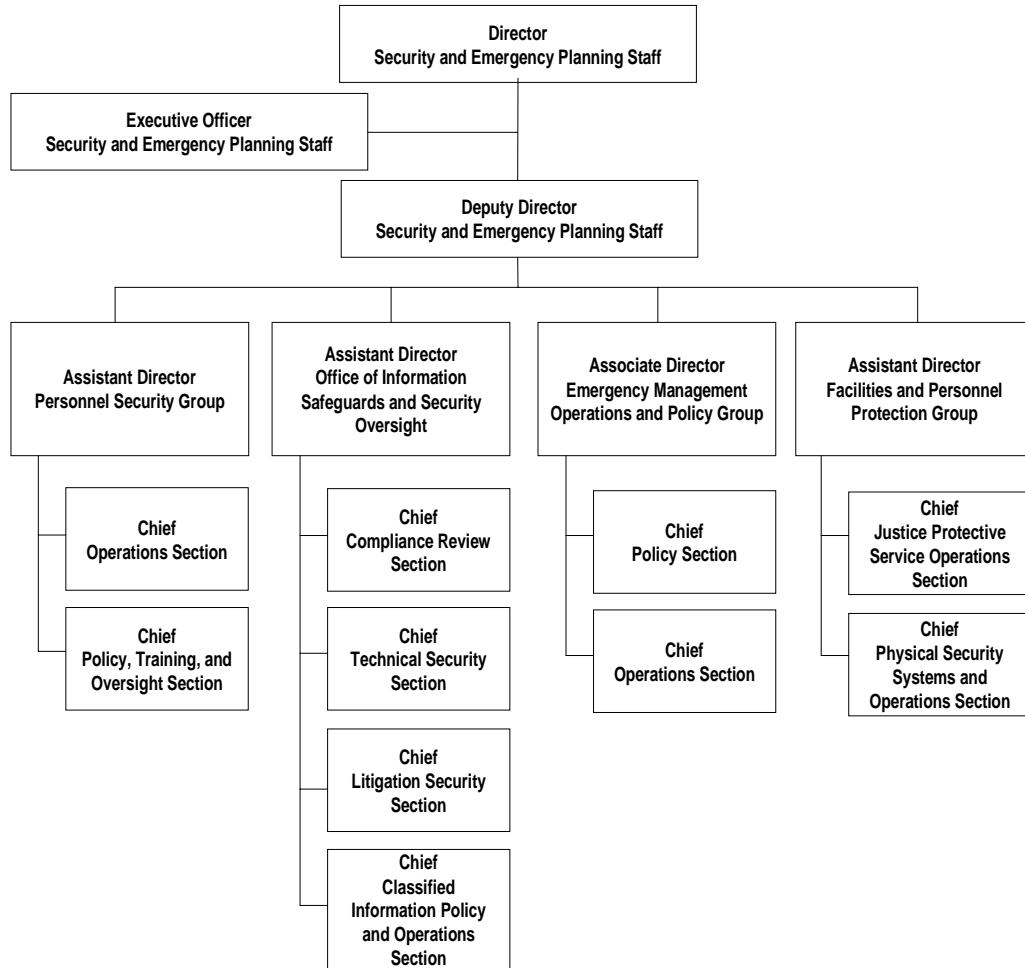 Director
Security and Emergency Planning Staff
Executive Officer
Security and Emergency Planning Staff
Deputy Director
Security and Emergency Planning Staff
Assistant Director
Personnel Security Group
Assistant Director
Office of Information
Safeguards and Security
Oversight
Associate Director
Emergency Management
Operations and Policy Group
Assistant Director
Facilities and Personnel
Protection Group
Chief
Operations Section
Chief
Policy, Training, and
Oversight Section
Chief
Compliance Review
Section
Chief
Technical Security
Section
Chief
Litigation Security
Section
Chief
Classified
Information Policy
and Operations
Section
Chief
Policy Section
Chief
Operations Section
Chief
Justice Protective
Service Operations
Section
Chief
Physical Security
Systems and
Operations Section